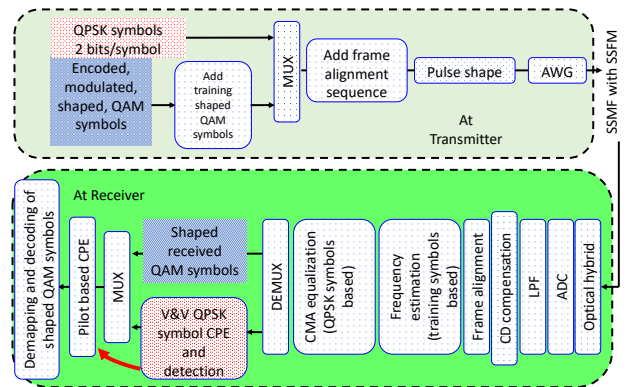 QPSK symbols
2 bits/symbol
Encoded,
modulated,
shaped, QAM
symbols
Add
training
shaped
QAM
symbols
MUX
Add frame
alignment
sequence
Pulse shape
AWG
At
Transmitter
SSMF with SSFM
At Receiver
Demapping and decoding of
shaped QAM symbols
Pilot based CPE
MUX
Shaped
received
QAM symbols
V&V QPSK
symbol CPE
and
detection
DEMUX
CMA equalization
(QPSK symbols
based)
Frequency
estimation
(training symbols
based)
Frame alignment
CD compensation
LPF
ADC
Optical hybrid